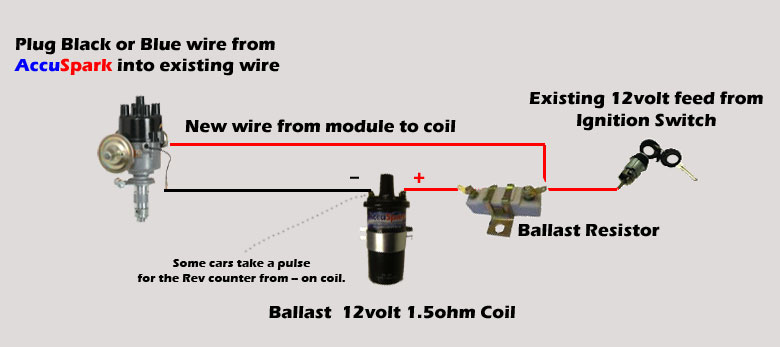 Plug Black or Blue wire from
AccuSpark into existing wire
Existing 12volt feed from
Ignition Switch
New wire from module to coil
–
+
AccuSpark
Ballast Resistor
Some cars take a pulse
for the Rev counter from – on coil.
Ballast 12volt 1.5ohm Coil